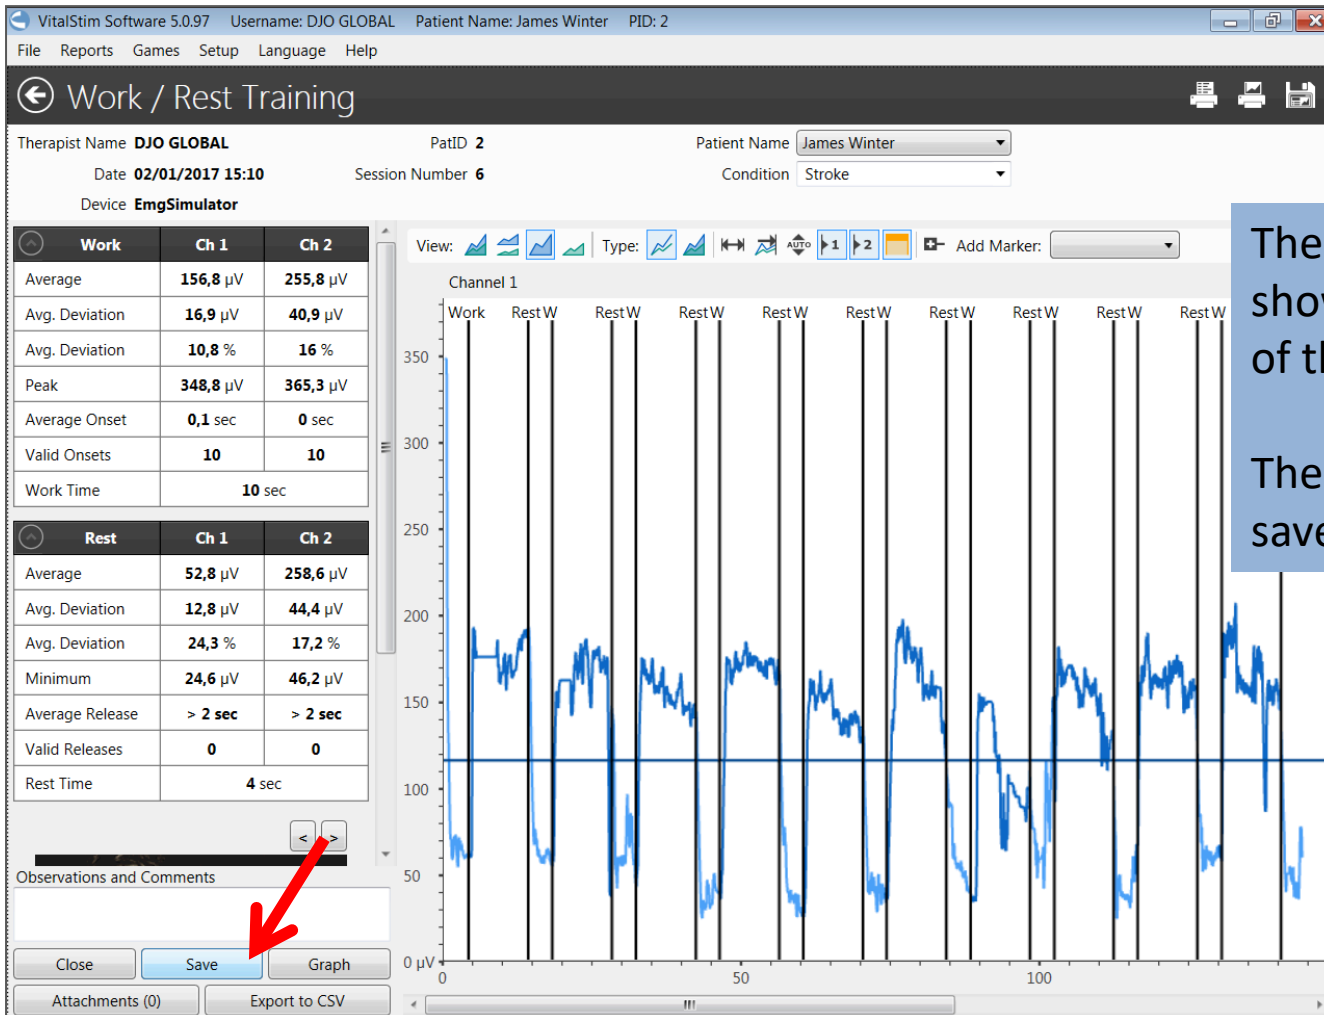 VitalStim Software 5.0.97 Username: DJO GLOBAL Patient Name: James Winter PID: 2
File Reports Games Setup Language Help
Work / Rest Training
Therapist Name DJO GLOBAL PatID 2 Patient Name James Winter
Date 02/01/2017 15:10 Session Number 6 Condition Stroke
Device EmgSimulator
Work Ch 1 Ch 2
Average 156,8 µV 255,8 µV
Avg. Deviation 16,9 µV 40,9 µV
Avg. Deviation 10,8 % 16 %
Peak 348,8 µV 365,3 µV
Average Onset 0,1 sec 0 sec
Valid Onsets 10 10
Work Time 10 sec
Rest Ch 1 Ch 2
Average 52,8 µV 258,6 µV
Avg. Deviation 12,8 µV 44,4 µV
Avg. Deviation 24,3 % 17,2 %
Minimum 24,6 µV 46,2 µV
Average Release > 2 sec > 2 sec
Valid Releases 0 0
Rest Time 4 sec
< >
Observations and Comments
Close Save Graph
Attachments (0) Export to CSV
View: Type: AUTO 1 2 Add Marker:
Channel 1
Work Rest W Rest W Rest W Rest W Rest W Rest W Rest W Rest W Rest W
350
300
250
200
150
100
50
0 µV
0 50 100
The
of
The